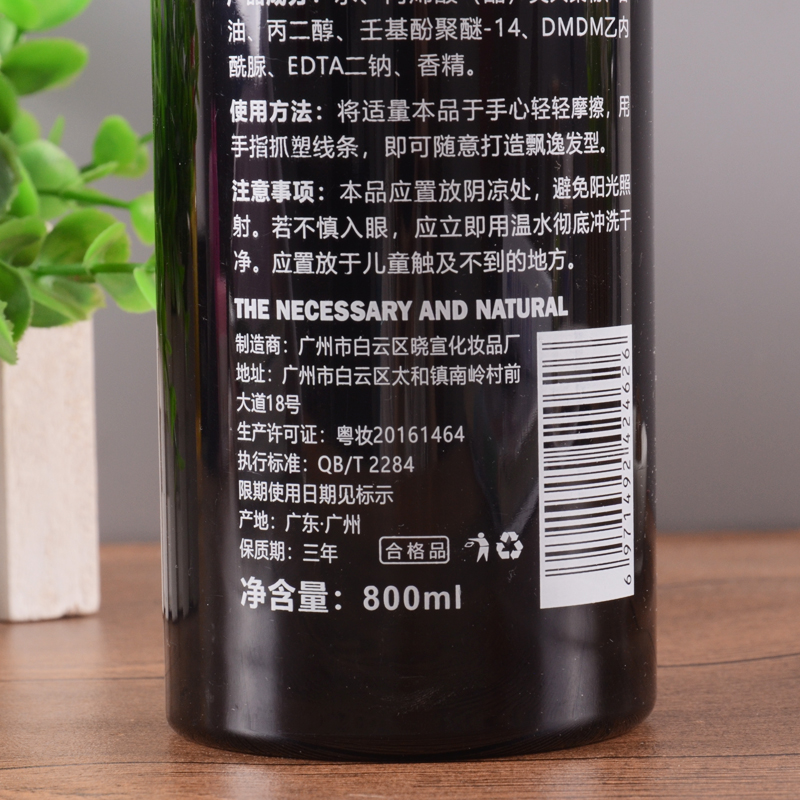 油、丙二醇、壬基酚聚醚-14、DMDM乙内
酰脲、EDTA二钠、香精。
使用方法：将适量本品于手心轻轻摩擦，用
手指抓塑线条，即可随意打造飘逸发型。
注意事项：本品应置放阴凉处，避免阳光照
射。若不慎入眼，应立即用温水彻底冲洗干
净。应置放于儿童触及不到的地方。
THE NECESSARY AND NATURAL
制造商：广州市白云区晓宣化妆品厂
地址：广州市白云区太和镇南岭村前
大道18号
生产许可证：粤妆20161464
执行标准：QB/T 2284
限期使用日期见标示
产地：广东·广州
保质期：三年
合格品
净含量：800ml
6971492424626